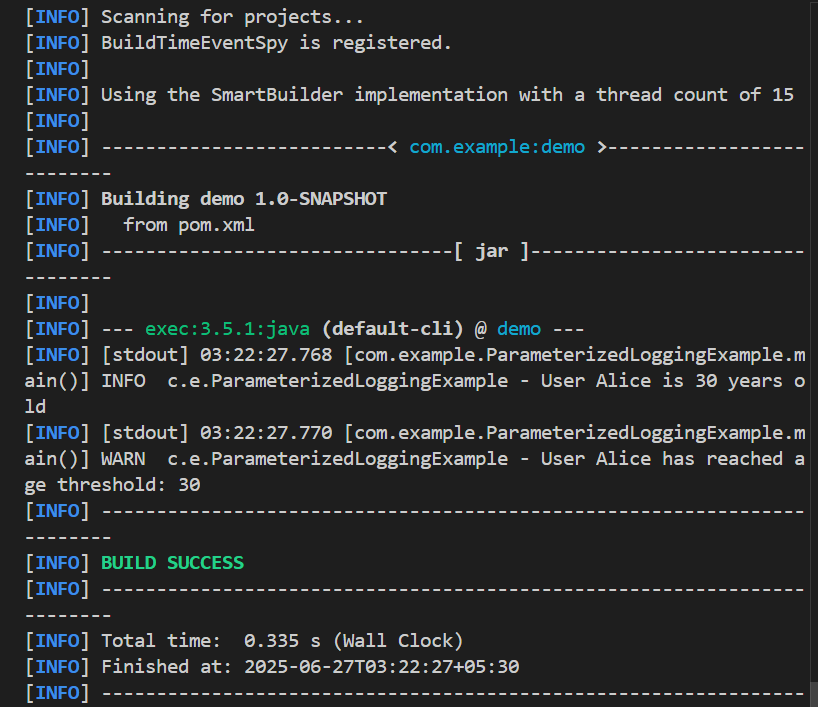 [INFO] Scanning for projects...
[INFO] BuildTimeEventSpy is registered.
[INFO]
[INFO] Using the SmartBuilder implementation with a thread count of 15
[INFO]
[INFO] --------------------------< com.example:demo >------------------
--------
[INFO] Building demo 1.0-SNAPSHOT
[INFO]   from pom.xml
[INFO] --------------------------------[ jar ]-------------------------
--------
[INFO]
[INFO] --- exec:3.5.1:java (default-cli) @ demo ---
[INFO] [stdout] 03:22:27.768 [com.example.ParameterizedLoggingExample.m
ain()] INFO  c.e.ParameterizedLoggingExample - User Alice is 30 years o
ld
[INFO] [stdout] 03:22:27.770 [com.example.ParameterizedLoggingExample.m
ain()] WARN  c.e.ParameterizedLoggingExample - User Alice has reached a
ge threshold: 30
[INFO] ----------------------------------------------------------------
--------
[INFO] BUILD SUCCESS
[INFO] ----------------------------------------------------------------
--------
[INFO] Total time:  0.335 s (Wall Clock)
[INFO] Finished at: 2025-06-27T03:22:27+05:30
[INFO] ----------------------------------------------------------------